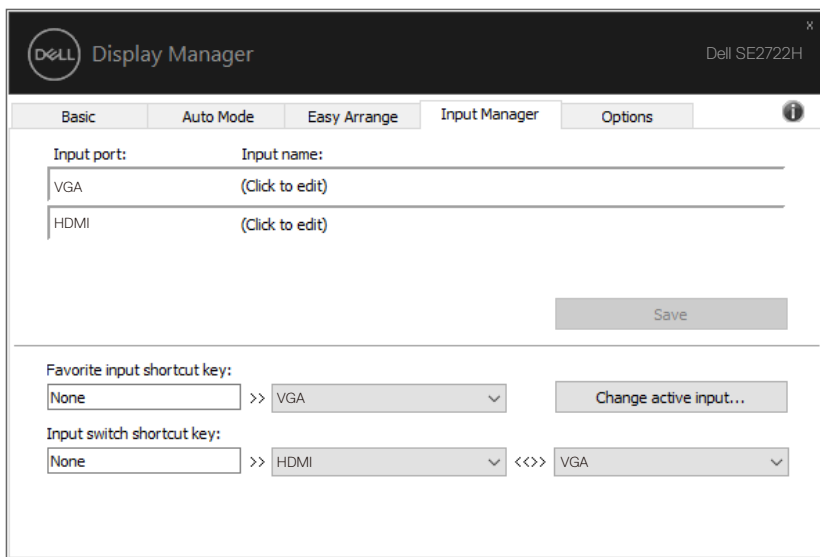 x
DELL Display Manager Dell SE2722H
Basic Auto Mode Easy Arrange Input Manager Options i
Input port: Input name:
VGA (Click to edit)
HDMI (Click to edit)
Save
Favorite input shortcut key:
None >> VGA Change active input...
Input switch shortcut key:
None >> HDMI <<>> VGA